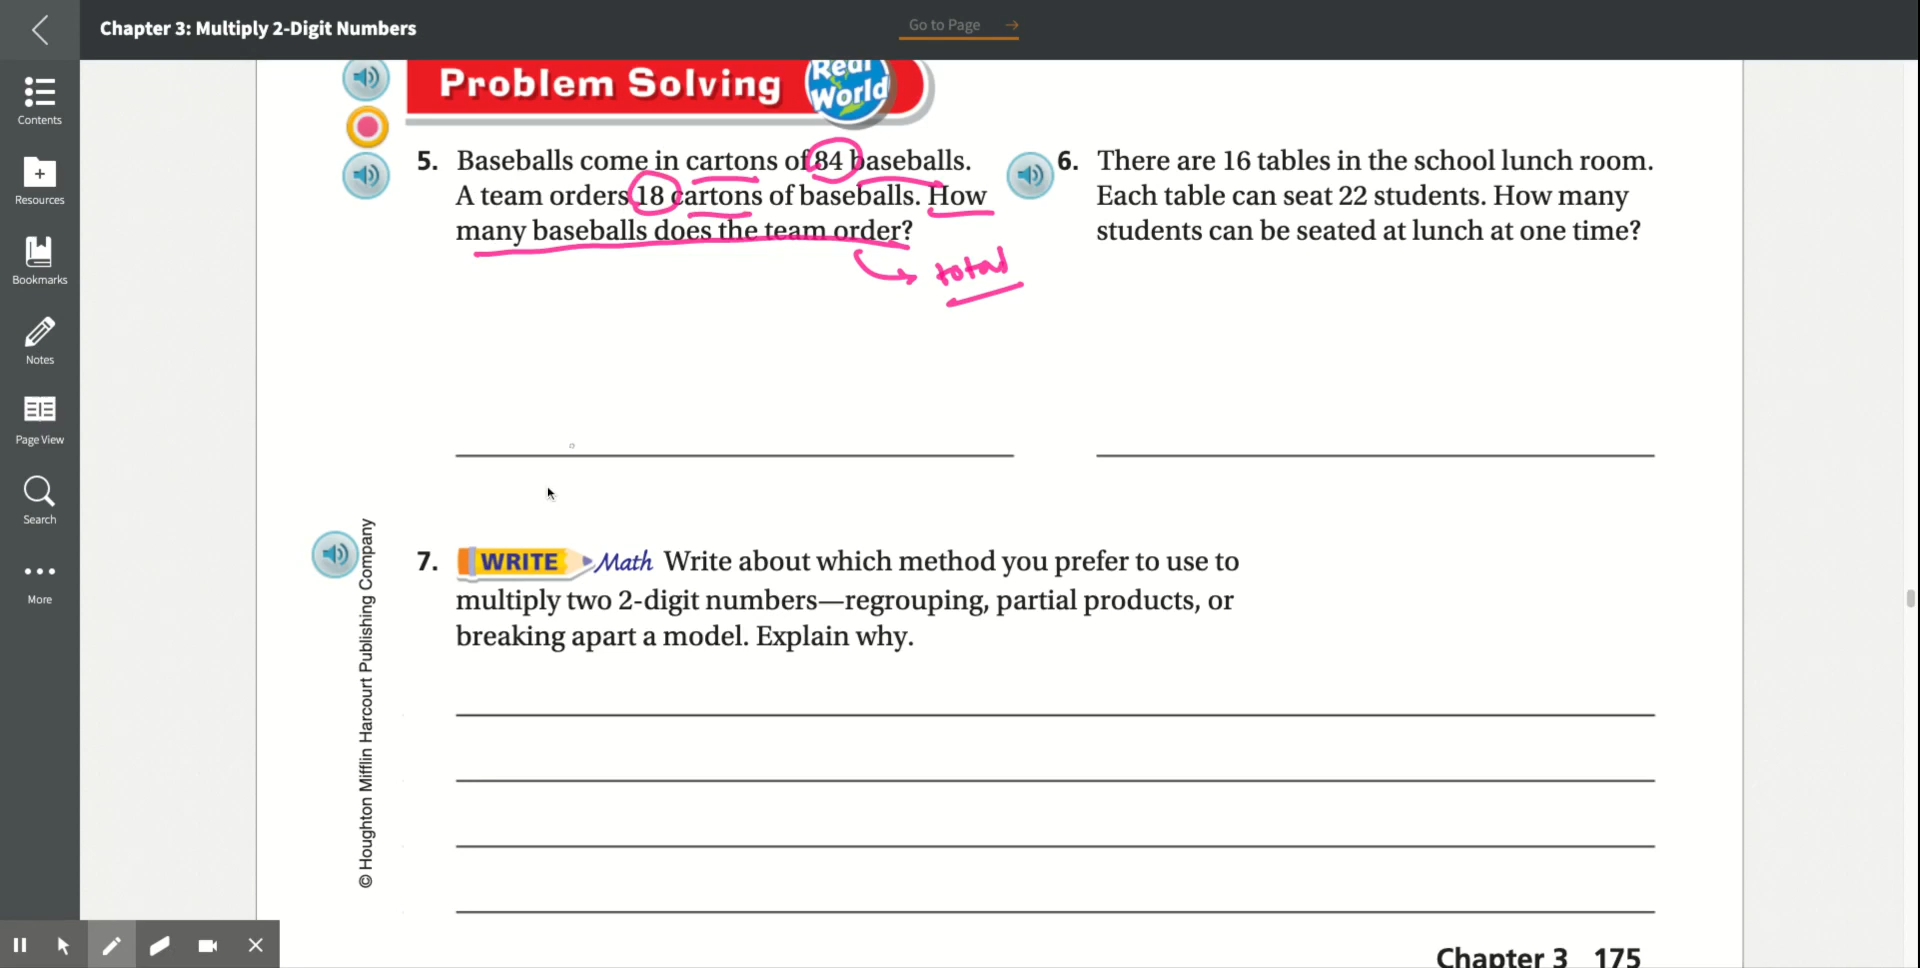 Chapter 3: Multiply 2-Digit Numbers
Go to Page →
Contents
Resources
Bookmarks
Notes
Page View
Search
More
Problem Solving
Real
World
5. Baseballs come in cartons of 84 baseballs.
A team orders 18 cartons of baseballs. How
many baseballs does the team order?
total
6. There are 16 tables in the school lunch room.
Each table can seat 22 students. How many
students can be seated at lunch at one time?
7. WRITE Math Write about which method you prefer to use to
multiply two 2-digit numbers—regrouping, partial products, or
breaking apart a model. Explain why.
© Houghton Mifflin Harcourt Publishing Company
Chapter 3 175